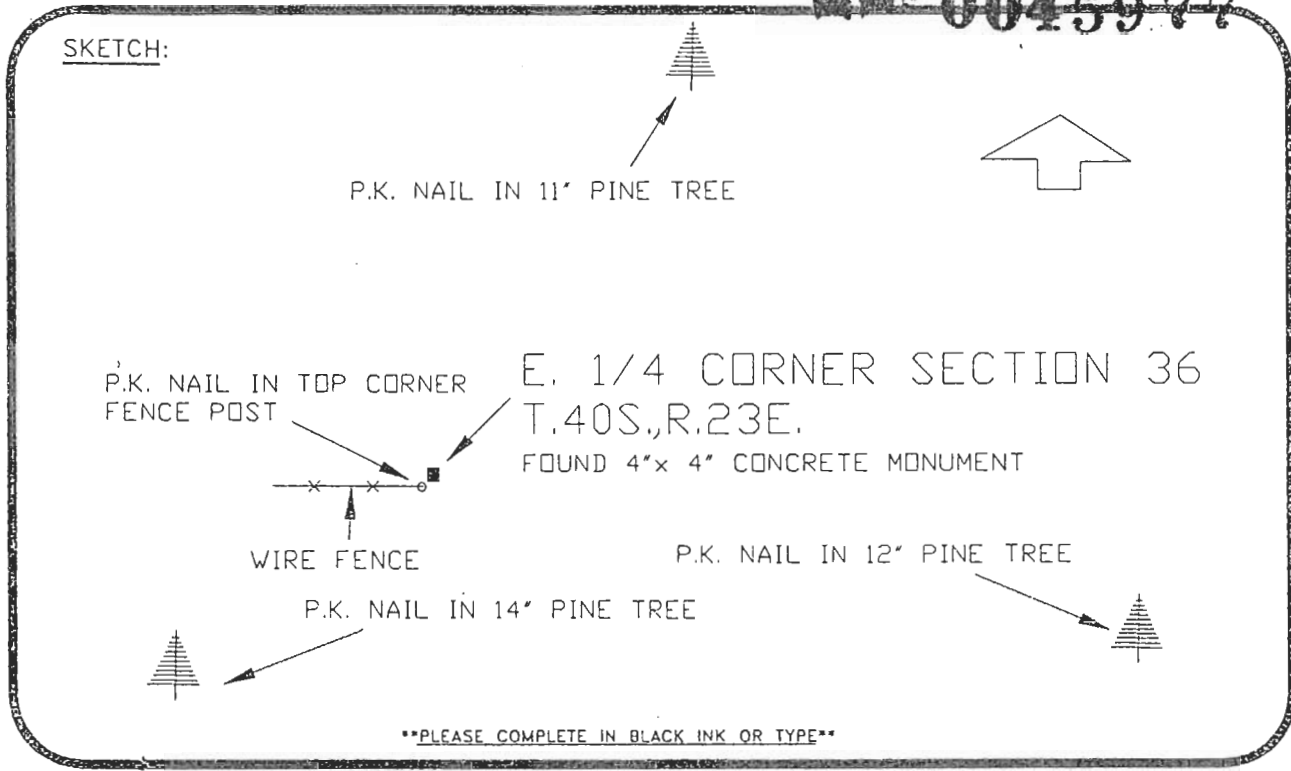 0045977
SKETCH:
P.K. NAIL IN 11" PINE TREE
P.K. NAIL IN TOP CORNER
FENCE POST
E. 1/4 CORNER SECTION 36
T.40S.,R.23E.
FOUND 4"x 4" CONCRETE MONUMENT
WIRE FENCE
P.K. NAIL IN 12" PINE TREE
P.K. NAIL IN 14" PINE TREE
**PLEASE COMPLETE IN BLACK INK OR TYPE**